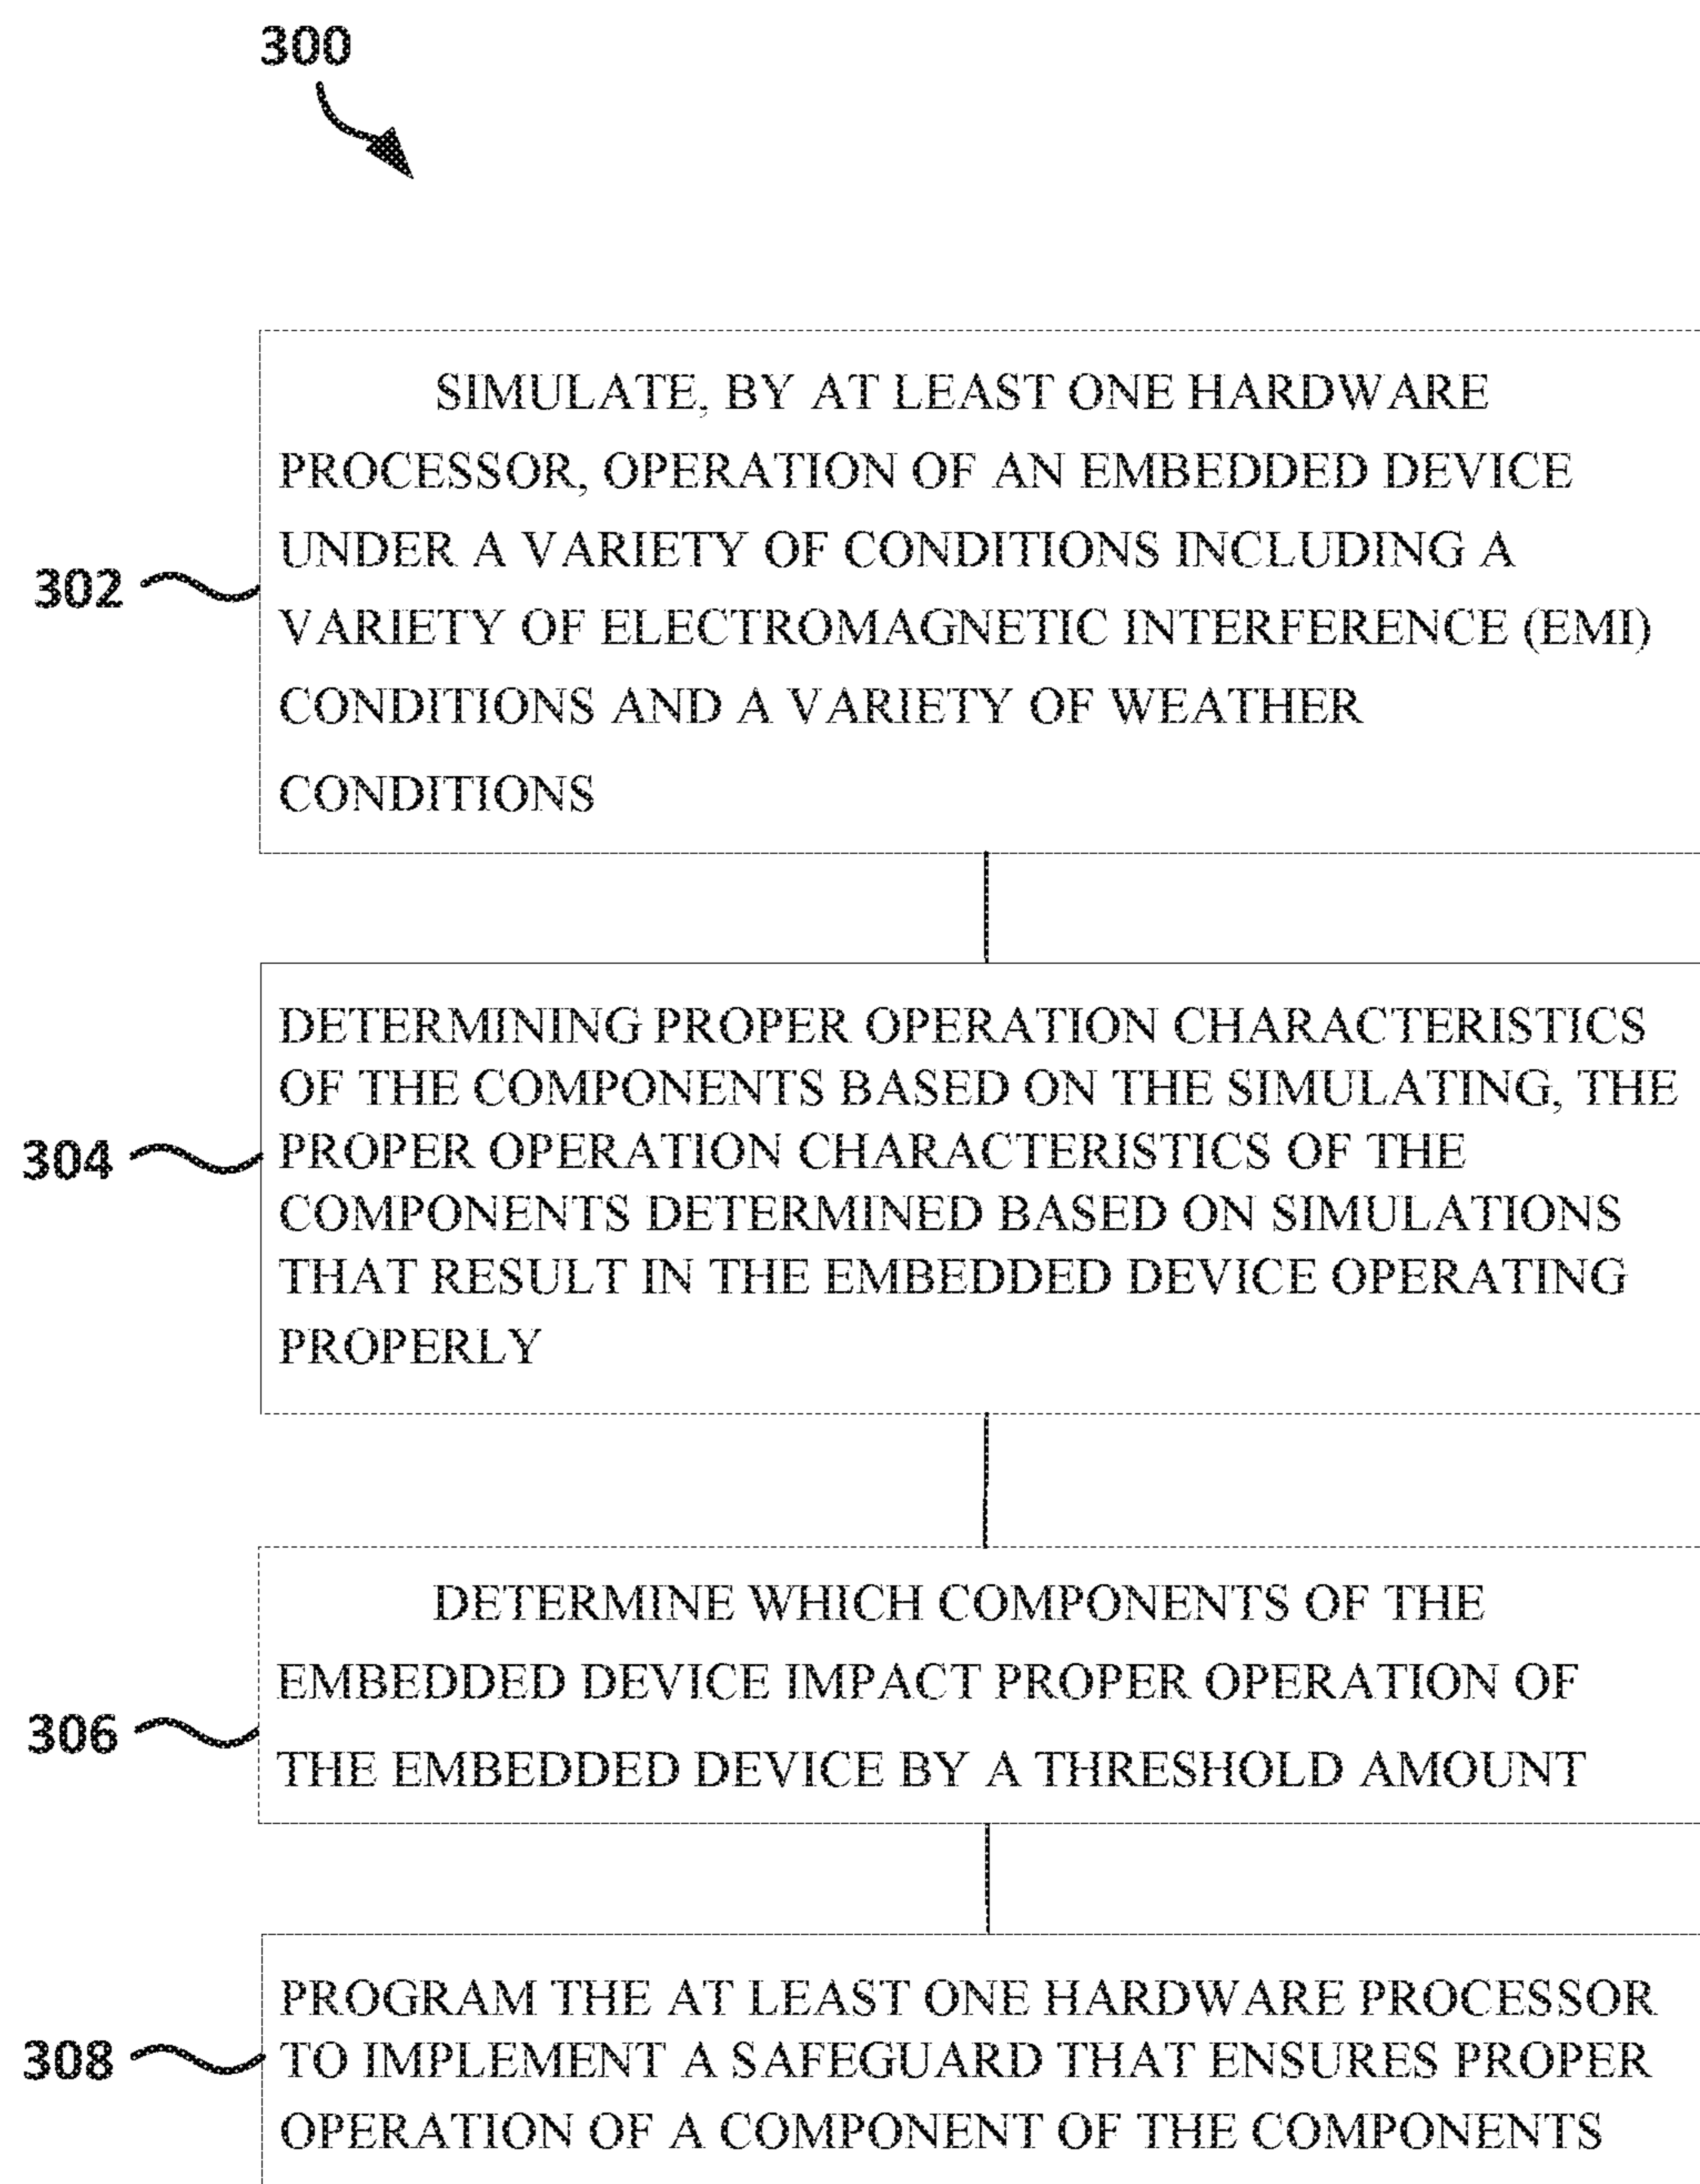 300
SIMULATE, BY AT LEAST ONE HARDWARE
PROCESSOR, OPERATION OF AN EMBEDDED DEVICE
UNDER A VARIETY OF CONDITIONS INCLUDING A
302
VARIETY OF ELECTROMAGNETIC INTERFERENCE (EMI)
CONDITIONS AND A VARIETY OF WEATHER
CONDITIONS
DETERMINING PROPER OPERATION CHARACTERISTICS
OF THE COMPONENTS BASED ON THE SIMULATING, THE
304
PROPER OPERATION CHARACTERISTICS OF THE
COMPONENTS DETERMINED BASED ON SIMULATIONS
THAT RESULT IN THE EMBEDDED DEVICE OPERATING
PROPERLY
DETERMINE WHICH COMPONENTS OF THE
EMBEDDED DEVICE IMPACT PROPER OPERATION OF
306
THE EMBEDDED DEVICE BY A THRESHOLD AMOUNT
PROGRAM THE AT LEAST ONE HARDWARE PROCESSOR
308
TO IMPLEMENT A SAFEGUARD THAT ENSURES PROPER
OPERATION OF A COMPONENT OF THE COMPONENTS